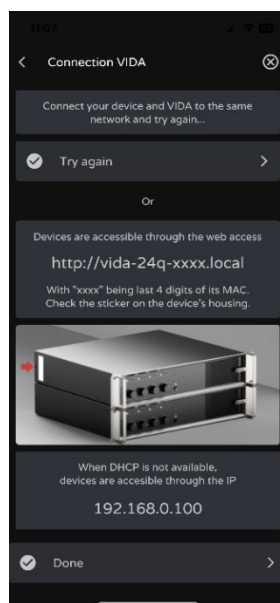 11:07
Connection VIDA
Connect your device and VIDA to the same
network and try again...
Try again
Or
Devices are accessible through the web access
http://vida-24q-xxxx.local
With "xxxx" being last 4 digits of its MAC.
Check the sticker on the device's housing.
When DHCP is not available,
devices are accesible through the IP
192.168.0.100
Done